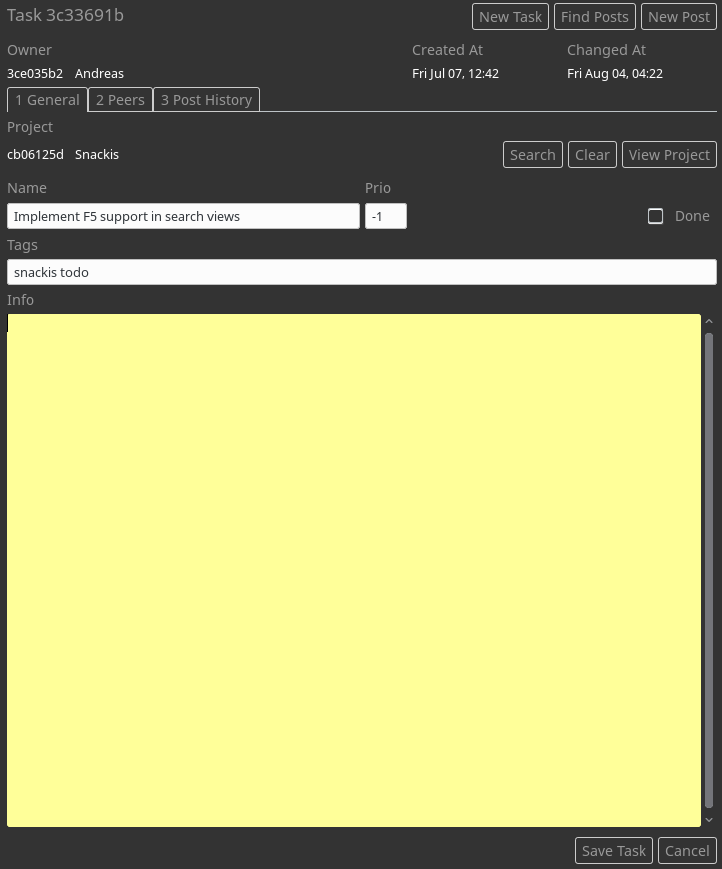 Task 3c33691b New Task Find Posts New Post
Owner Created At Changed At
3ce035b2 Andreas Fri Jul 07, 12:42 Fri Aug 04, 04:22
1 General 2 Peers 3 Post History
Project
cb06125d Snackis Search Clear View Project
Name Prio
Implement F5 support in search views -1 Done
Tags
snackis todo
Info
Save Task Cancel